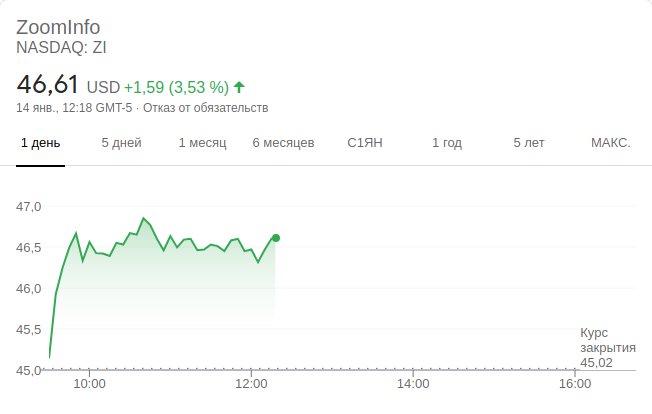 ZoomInfo
NASDAQ: ZI
46,61 USD +1,59 (3,53 %)
14 янв., 12:18 GMT-5 · Отказ от обязательств
1 день 5 дней 1 месяц 6 месяцев С1ЯН 1 год 5 лет МАКС.
47,0
46,5
46,0
45,5
45,0
Курс
закрытия
45,02
10:00 12:00 14:00 16:00